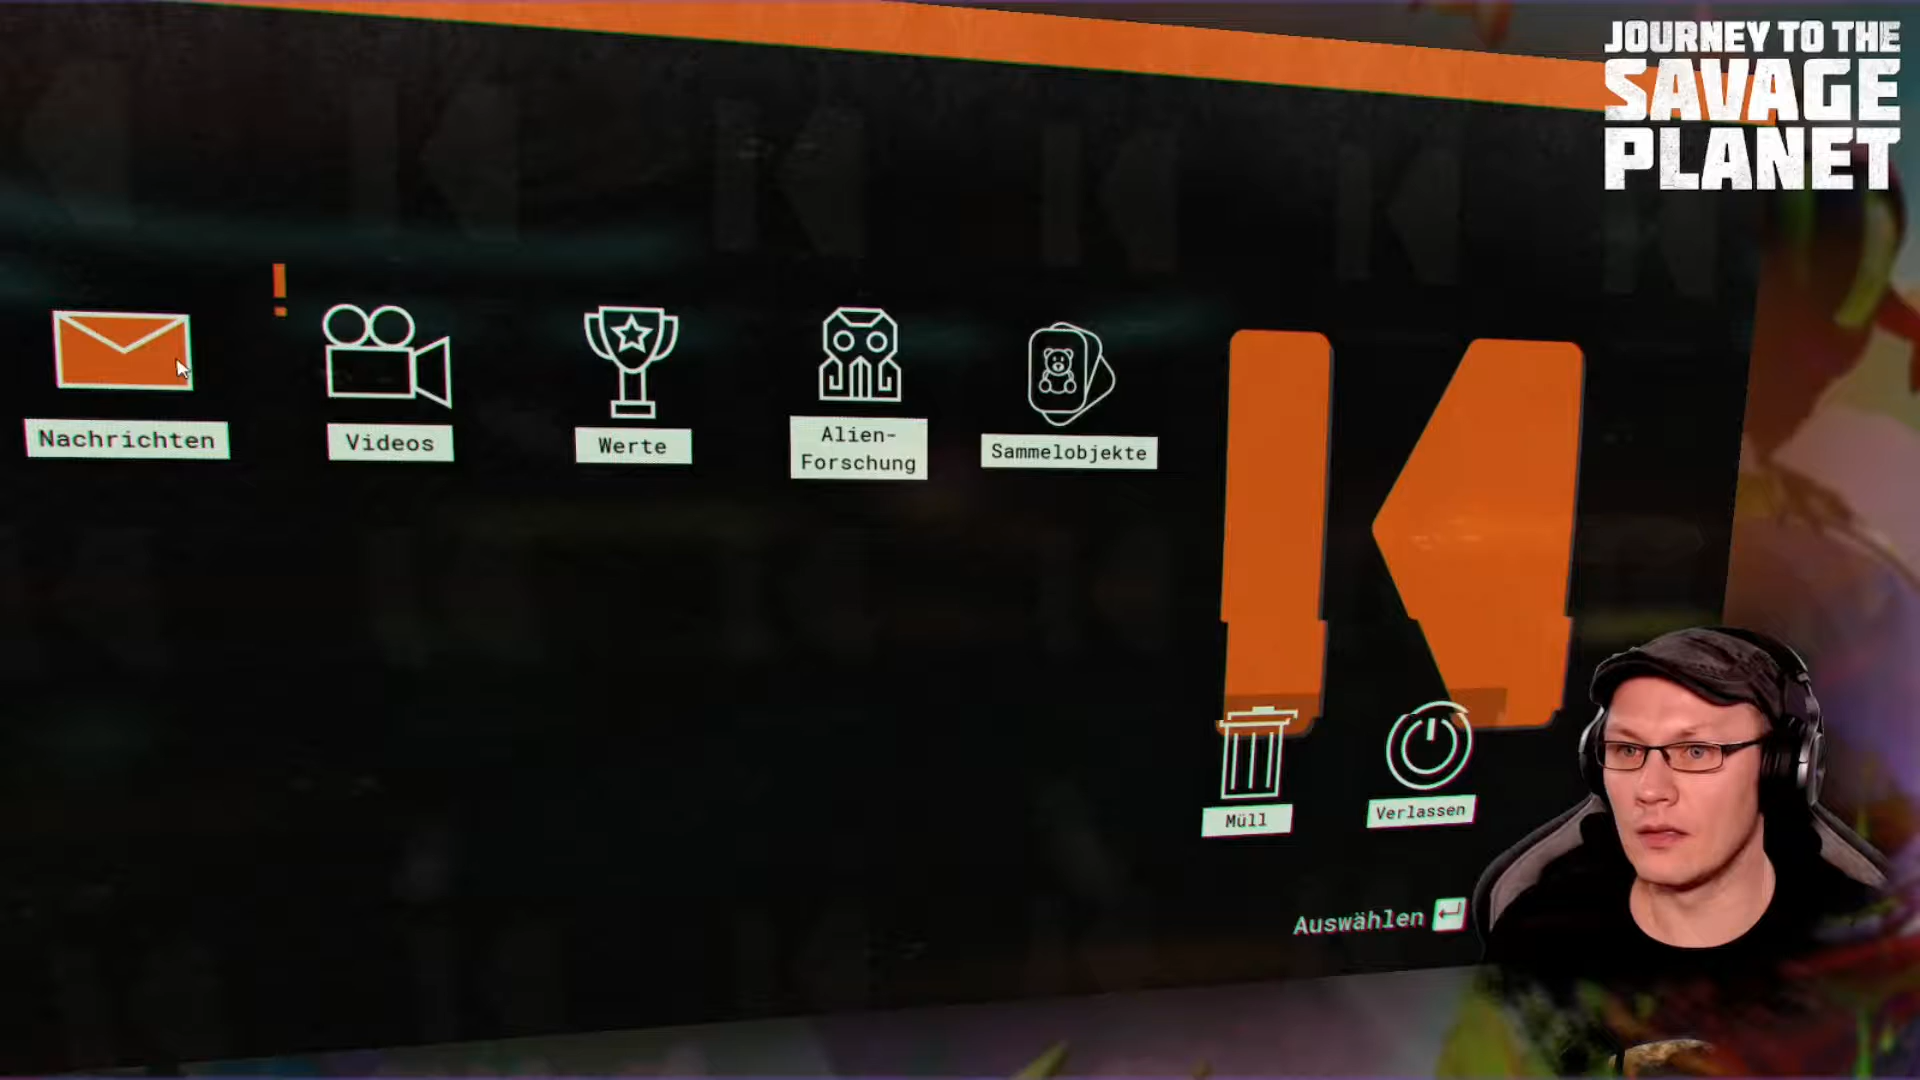 JOURNEY TO THE
SAVAGE
PLANET
!
Nachrichten
Videos
Werte
Alien-
Forschung
Sammelobjekte
Müll
Verlassen
Auswählen